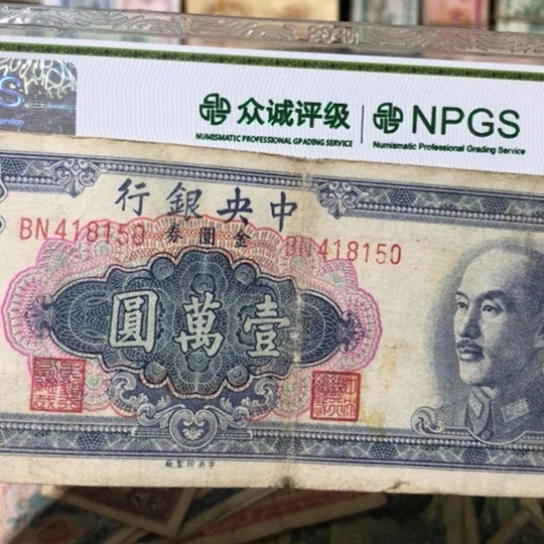 众诚评级
NUMISMATIC PROFESSIONAL GRADING SERVICE
NPGS
Numismatic Professional Grading Service
S
ervice
行銀央中
券圓金
BN418150
BN418150
圓萬壹